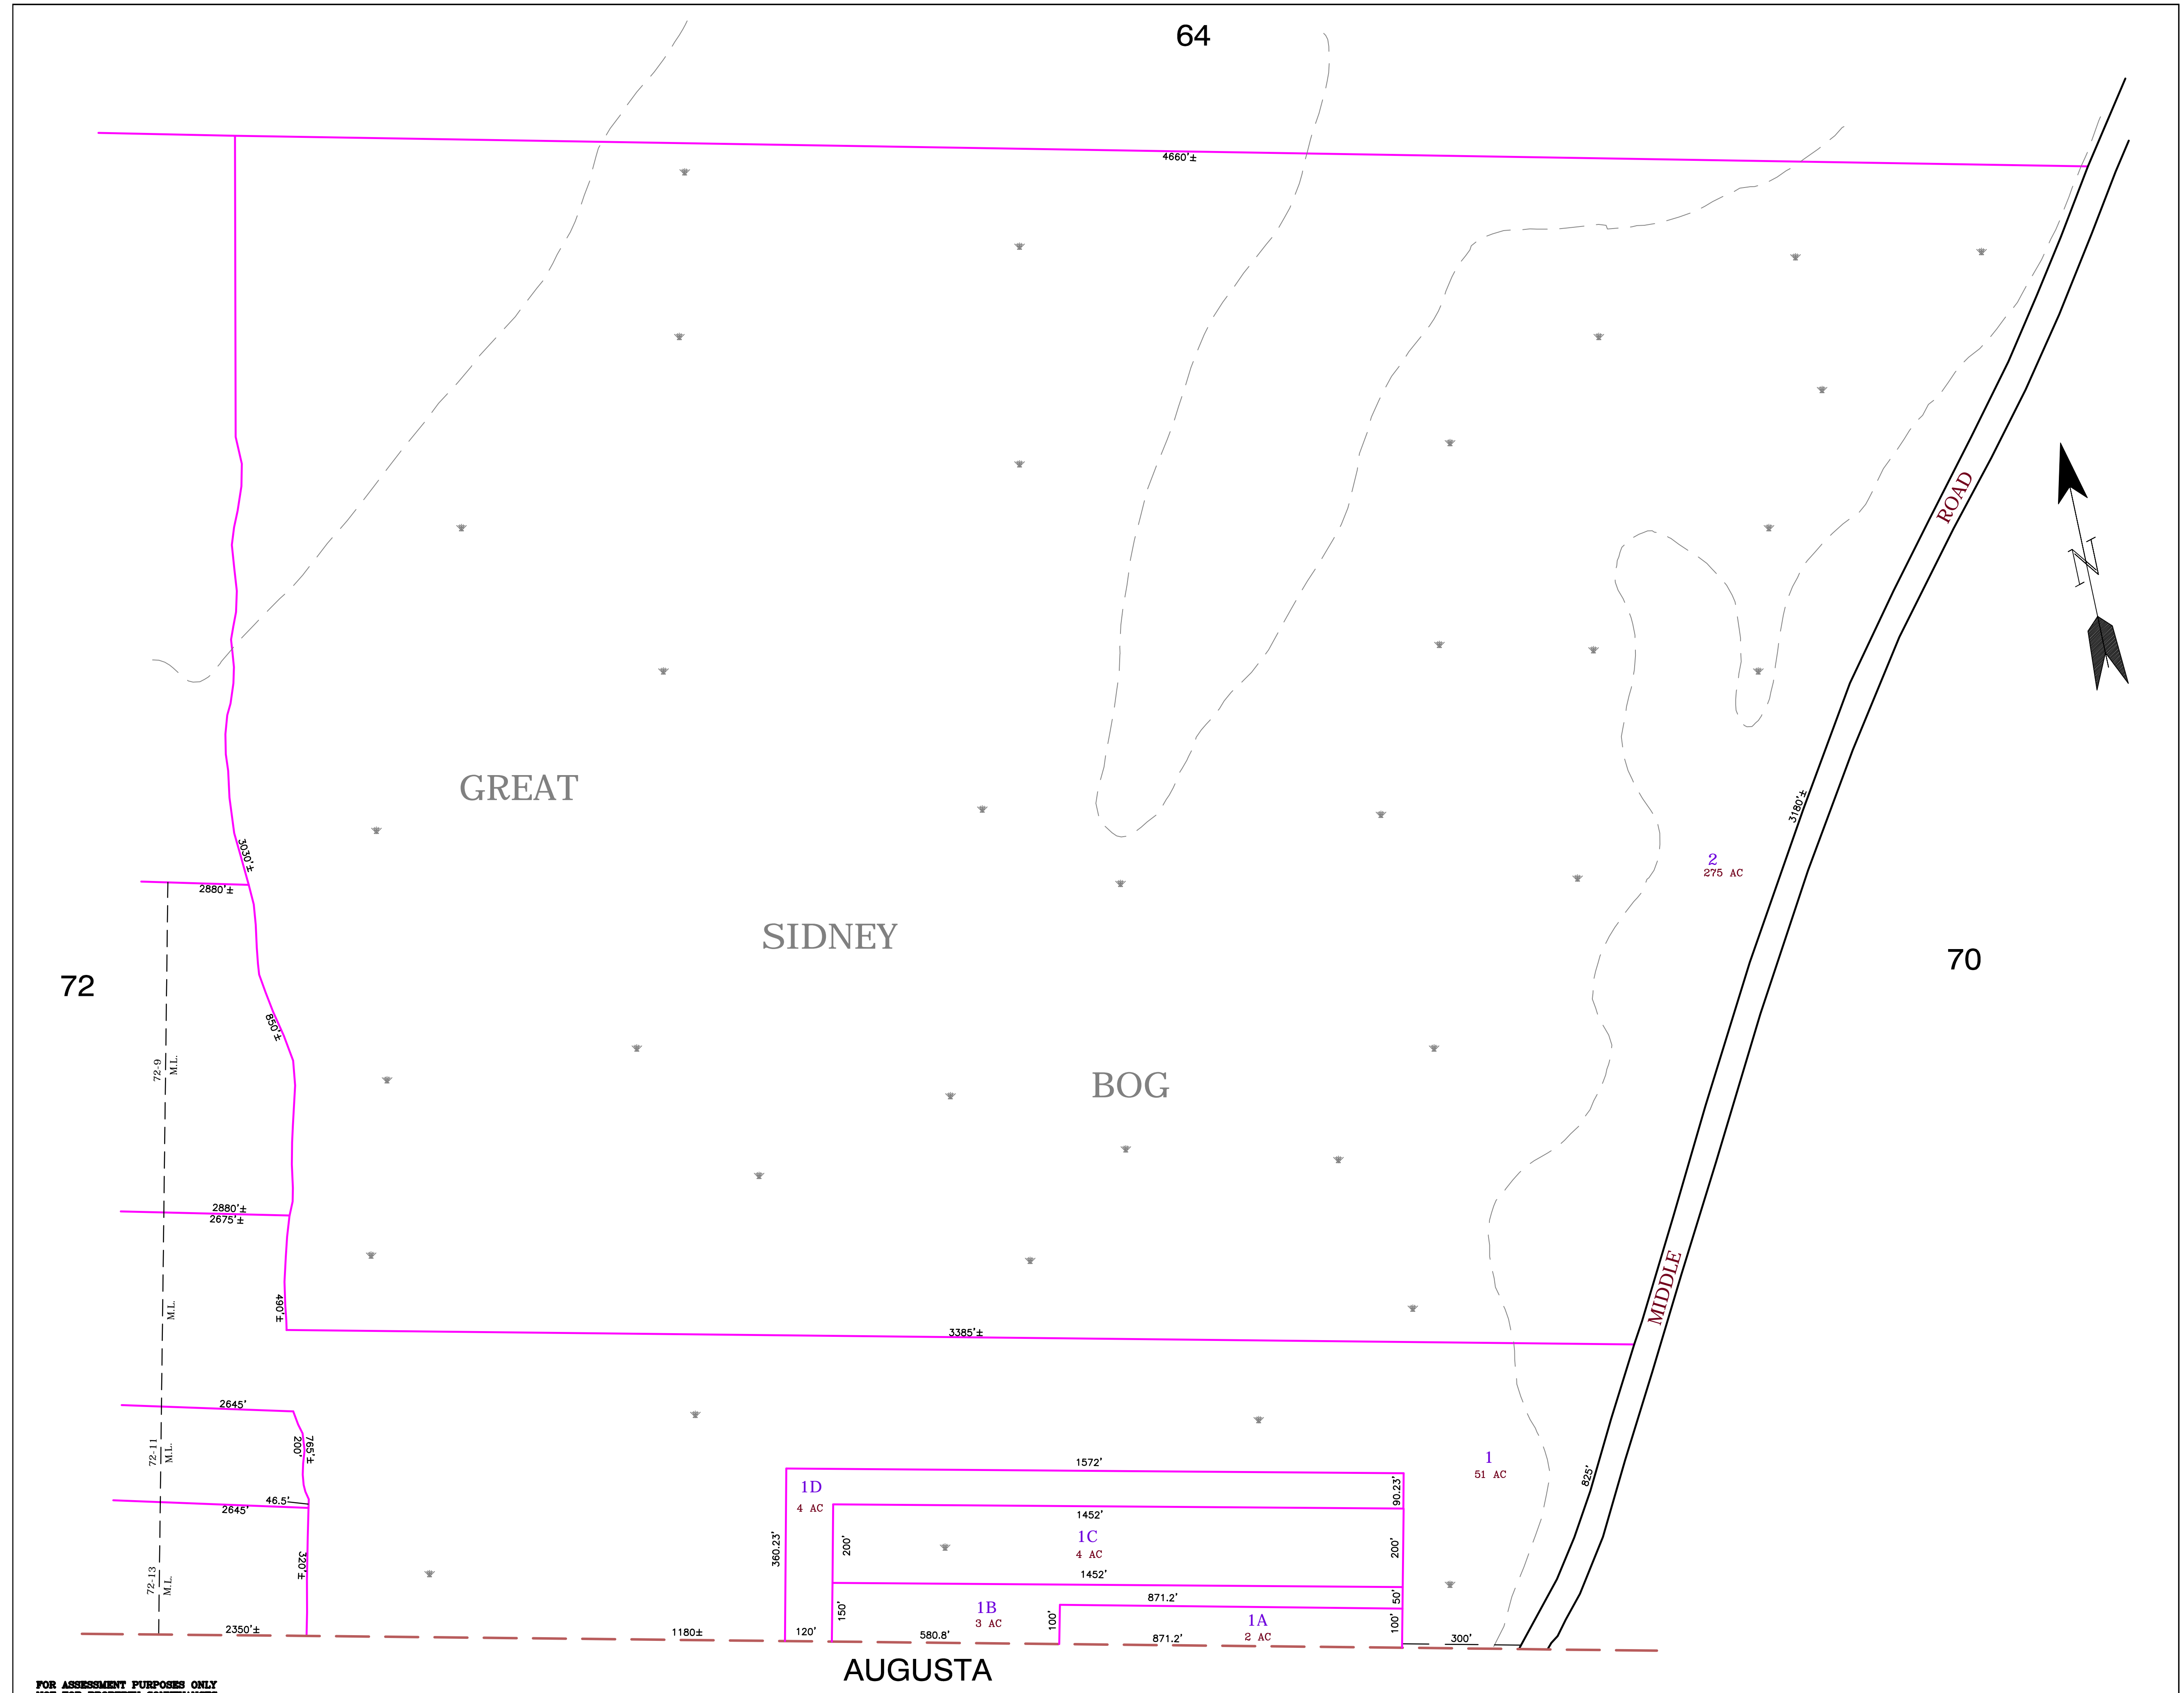 64
4660'±
ROAD
N
GREAT
3180'±
3030'±
2
275 AC
2880'±
SIDNEY
70
72
850'±
72-9
M.L.
BOG
2880'±
2675'±
MIDDLE
490'±
M.L.
3385'±
2645'
765'±
200'
72-11
M.L.
1
51 AC
1572'
825'
1D
4 AC
90.23'
46.5'
2645'
1452'
1C
4 AC
360.23'
200'
200'
320'±
1452'
72-13
M.L.
871.2'
50'
150'
1B
3 AC
100'
1A
2 AC
100'
2350'±
1180±
120'
580.8'
871.2'
300'
AUGUSTA
FOR ASSESSMENT PURPOSES ONLY